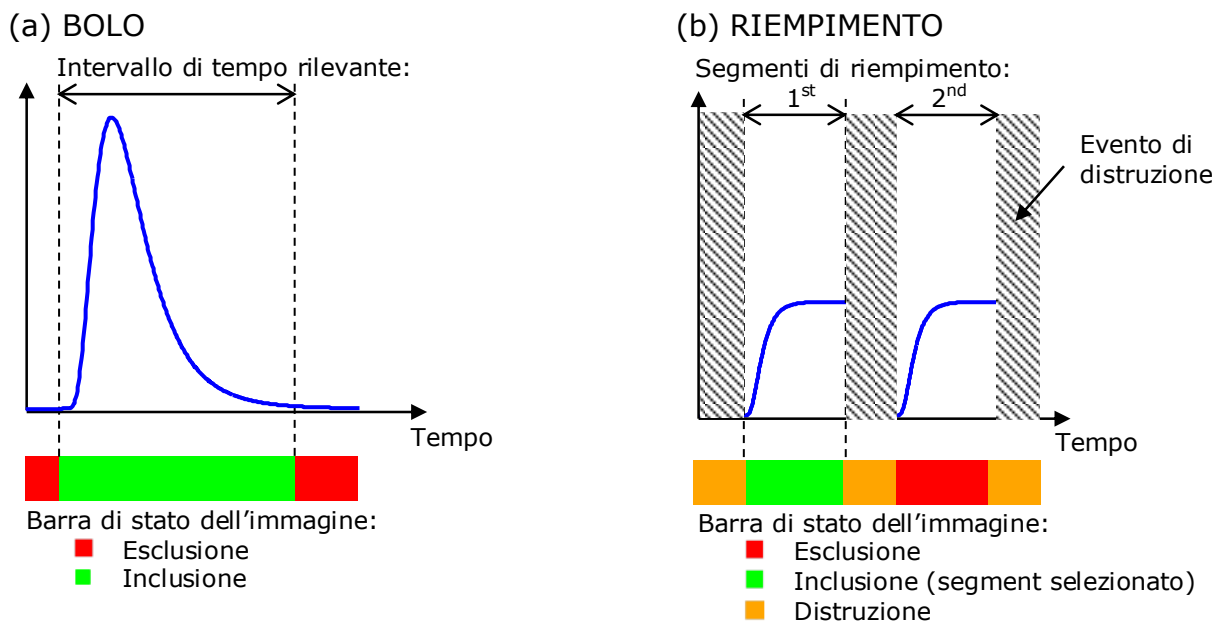 (a) BOLO
Intervallo di tempo rilevante:
Tempo
Barra di stato dell’immagine:
Esclusione
Inclusione
(b) RIEMPIMENTO
Segmenti di riempimento:
1st
2nd
Evento di
distruzione
Tempo
Barra di stato dell’immagine:
Esclusione
Inclusione (segment selezionato)
Distruzione